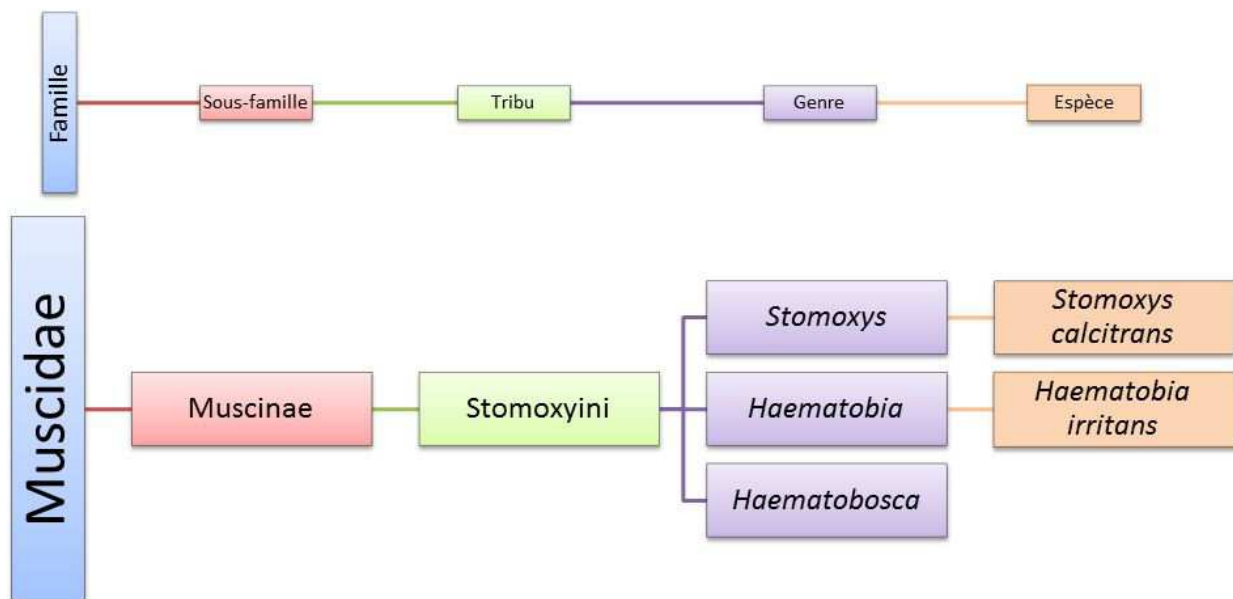 Famille
Sous-famille
Tribu
Genre
Espèce
Muscidae
Muscinae
Stomoxyini
Stomoxys
Haematobia
Haematobosca
Stomoxys
calcitrans
Haematobia
irritans